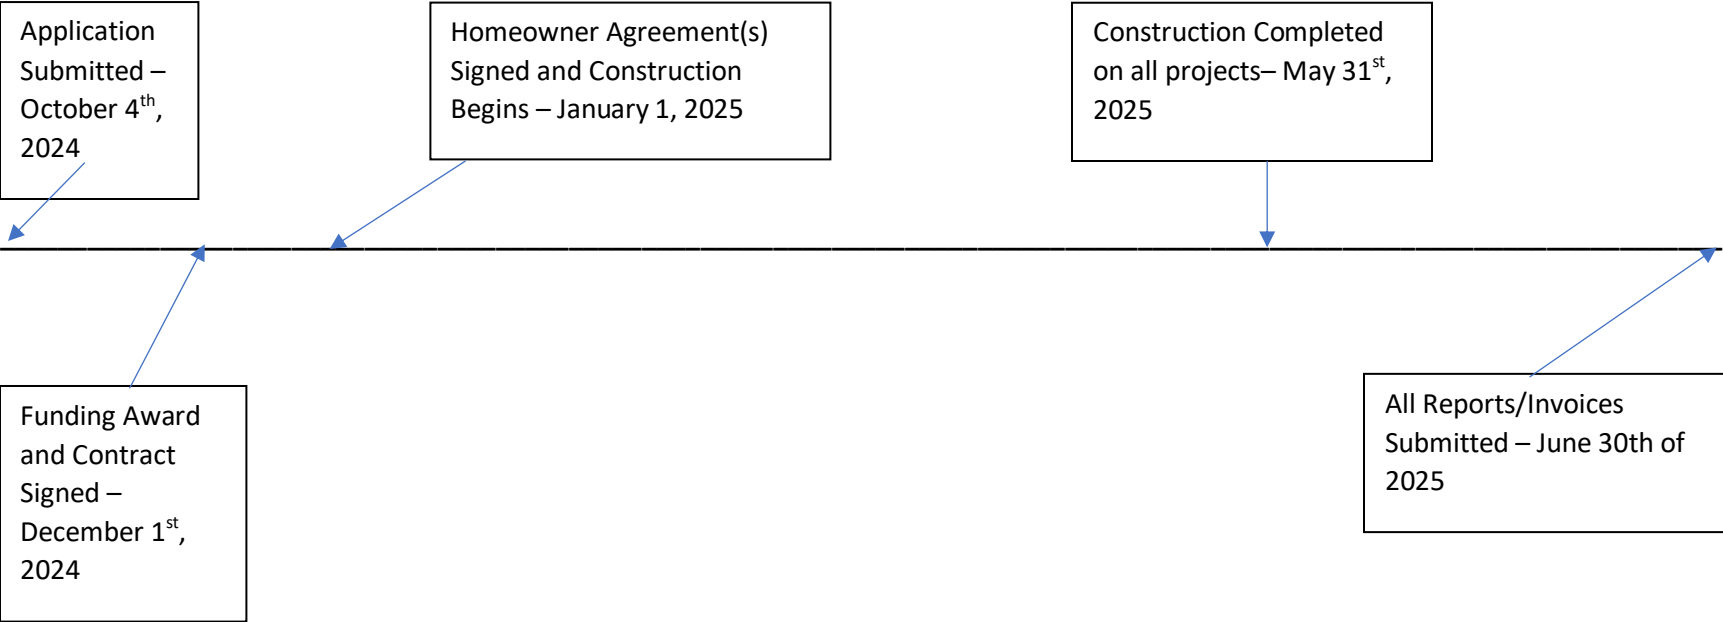 Application
Submitted –
October 4th,
2024
Homeowner Agreement(s)
Signed and Construction
Begins – January 1, 2025
Construction Completed
on all projects– May 31st,
2025
Funding Award
and Contract
Signed –
December 1st,
2024
All Reports/Invoices
Submitted – June 30th of
2025